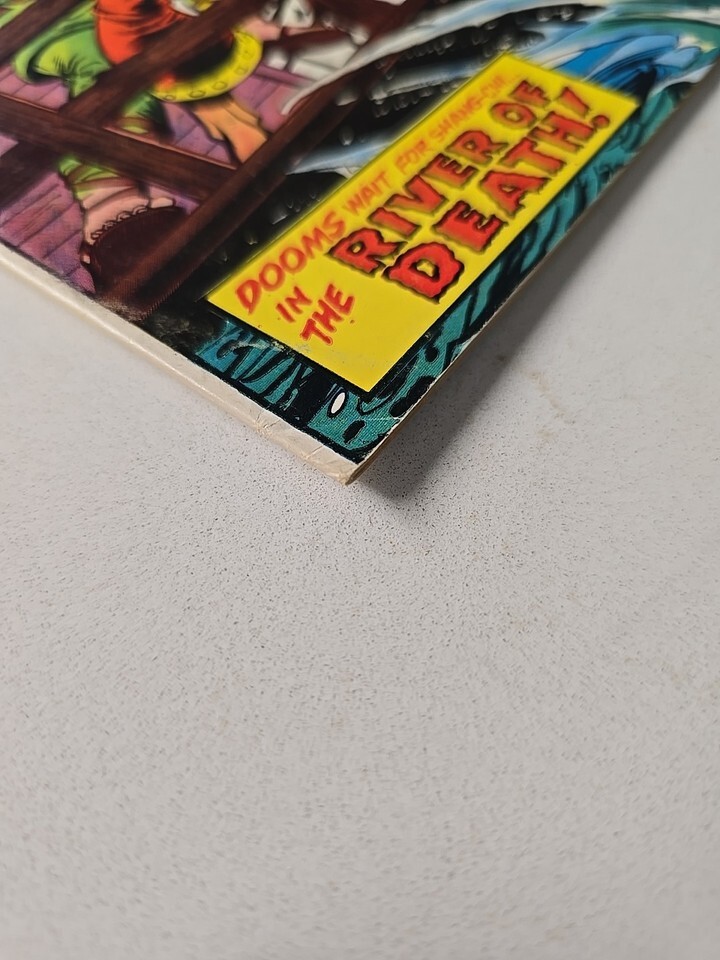 DOOMS WAIT FOR SHANG-CHI...
IN
THE
RIVER OF
DEATH!